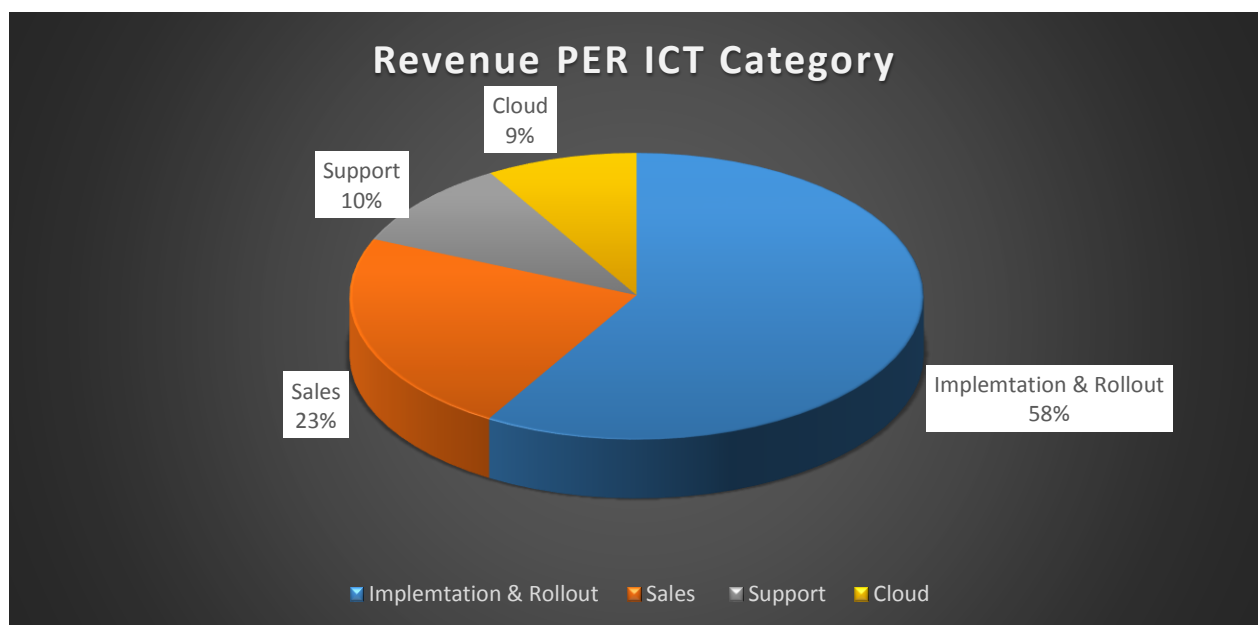 Revenue PER ICT Category
Cloud
9%
Support
10%
Sales
23%
Implemtation & Rollout
58%
Implemtation & Rollout Sales Support Cloud